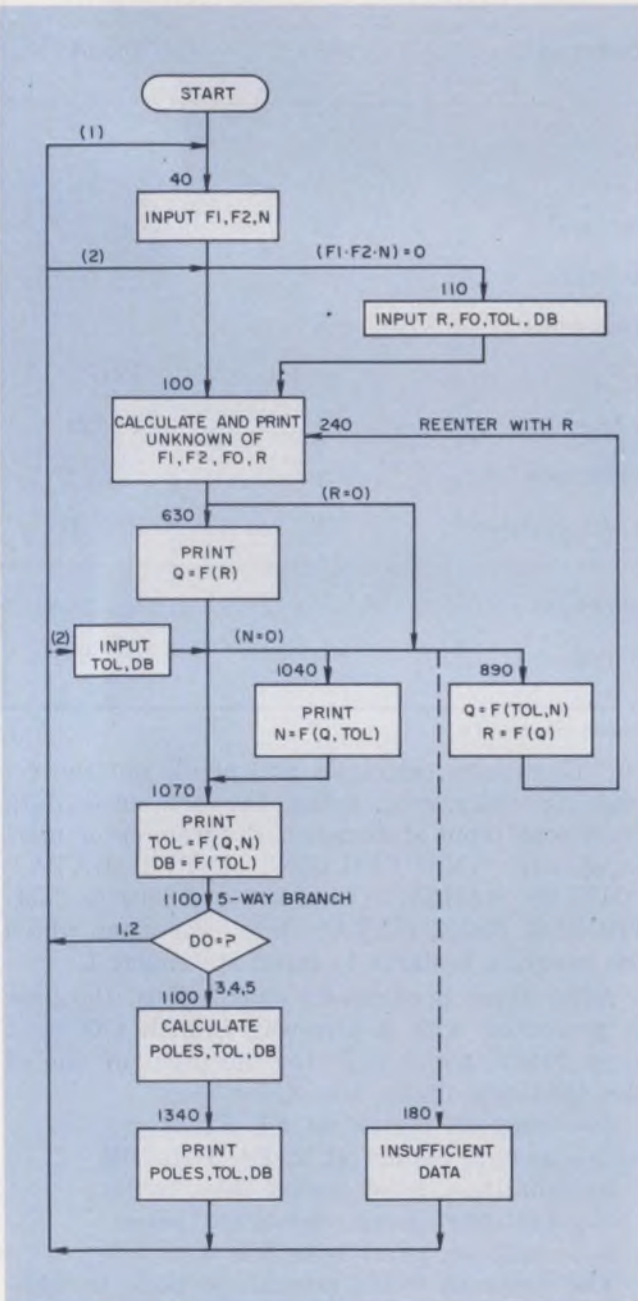 START
(1)
40
INPUT F1,F2,N
(2)
(F1·F2·N)=0
110
INPUT R,FO,TOL,DB
100
CALCULATE AND PRINT
UNKNOWN OF
F1,F2,FO,R
240
REENTER WITH R
(R=0)
630
PRINT
Q=F(R)
(2)
INPUT
TOL,DB
(N=0)
1040
PRINT
N=F(Q,TOL)
890
Q=F(TOL,N)
R=F(Q)
1070
PRINT
TOL=F(Q,N)
DB=F(TOL)
1100 5-WAY BRANCH
1,2
DO=?
3,4,5
1100
CALCULATE
POLES,TOL,DB
1340
PRINT
POLES,TOL,DB
180
INSUFFICIENT
DATA